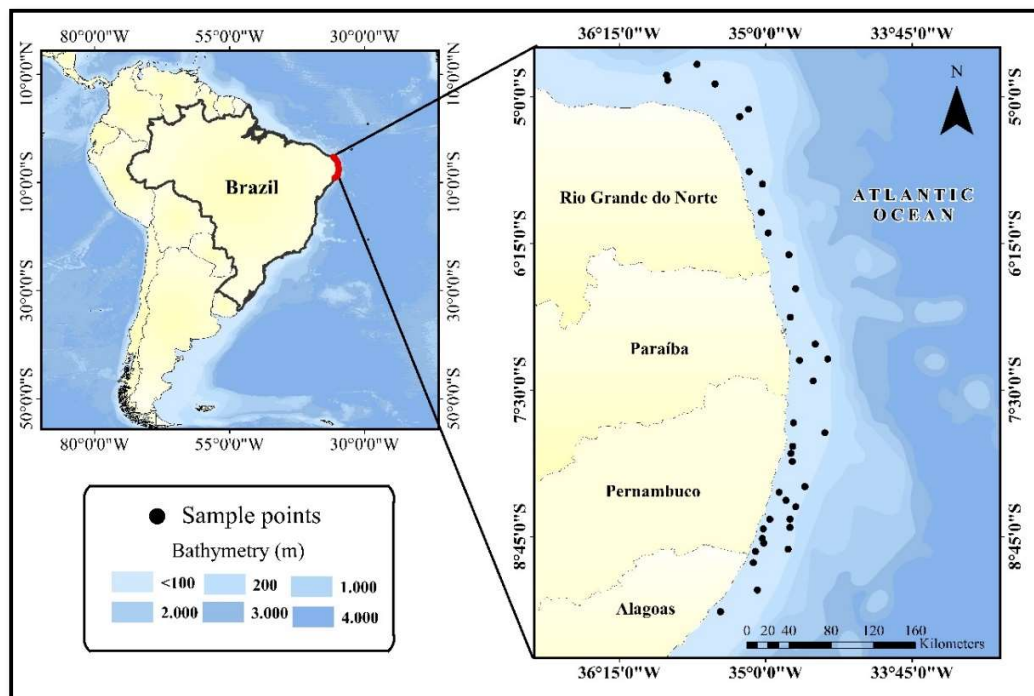 80°0'0"W 55°0'0"W 30°0'0"W
10°0'0"N
10°0'0"S
30°0'0"S
50°0'0"S
10°0'0"N
10°0'0"S
30°0'0"S
50°0'0"S
Brazil
80°0'0"W 55°0'0"W 30°0'0"W
Sample points
Bathymetry (m)
<100 200 1.000
2.000 3.000 4.000
36°15'0"W 35°0'0"W 33°45'0"W
5°0'0"S
6°15'0"S
7°30'0"S
8°45'0"S
N
Rio Grande do Norte
ATLANTIC
OCEAN
Paraíba
Pernambuco
Alagoas
5°0'0"S
6°15'0"S
7°30'0"S
8°45'0"S
0 20 40 80 120 160
Kilometers
36°15'0"W 35°0'0"W 33°45'0"W